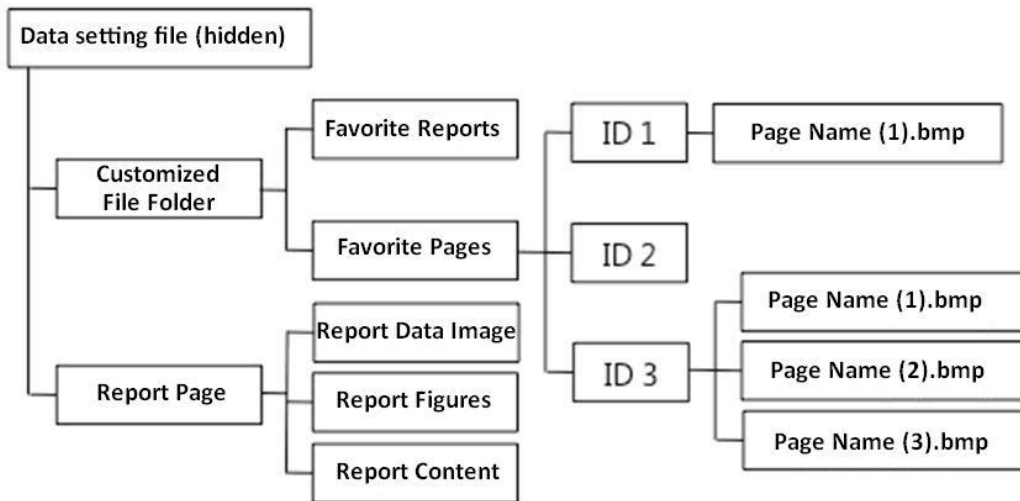 Data setting file (hidden)
Favorite Reports
ID 1
Page Name (1).bmp
Customized
File Folder
Favorite Pages
ID 2
Page Name (1).bmp
Report Data Image
ID 3
Page Name (2).bmp
Report Page
Report Figures
Page Name (3).bmp
Report Content